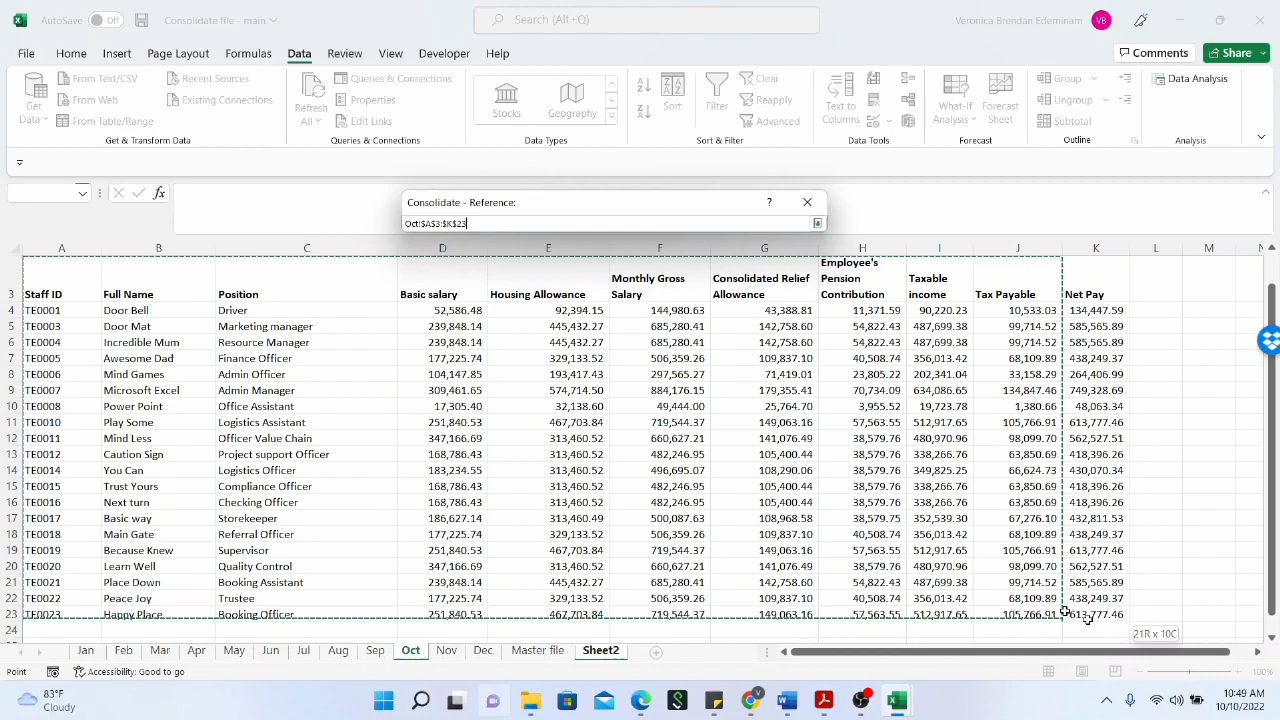 AutoSave Off Consolidate file - main Search (Alt+Q) Veronica Brendan Edeminam VB
File Home Insert Page Layout Formulas Data Review View Developer Help Comments Share
Get Data From Text/CSV Recent Sources Refresh All Queries & Connections Stocks Geography Sort Filter Clear Text to Columns What-If Analysis Forecast Sheet Group Data Analysis
From Web Existing Connections Properties Reapply Ungroup
From Table/Range Edit Links Advanced Subtotal
Get & Transform Data Queries & Connections Data Types Sort & Filter Data Tools Forecast Outline Analysis
fx
Consolidate - Reference: ?
Oct!$A$3:$K$23
A B C D E F G H I J K L M N
3 Staff ID Full Name Position Basic salary Housing Allowance Monthly Gross Salary Consolidated Relief Allowance Employee's Pension Contribution Taxable income Tax Payable Net Pay
4 TE0001 Door Bell Driver 52,586.48 92,394.15 144,980.63 43,388.81 11,371.59 90,220.23 10,533.03 134,447.59
5 TE0003 Door Mat Marketing manager 239,848.14 445,432.27 685,280.41 142,758.60 54,822.43 487,699.38 99,714.52 585,565.89
6 TE0004 Incredible Mum Resource Manager 239,848.14 445,432.27 685,280.41 142,758.60 54,822.43 487,699.38 99,714.52 585,565.89
7 TE0005 Awesome Dad Finance Officer 177,225.74 329,133.52 506,359.26 109,837.10 40,508.74 356,013.42 68,109.89 438,249.37
8 TE0006 Mind Games Admin Officer 104,147.85 193,417.43 297,565.27 71,419.01 23,805.22 202,341.04 33,158.29 264,406.99
9 TE0007 Microsoft Excel Admin Manager 309,461.65 574,714.50 884,176.15 179,355.41 70,734.09 634,086.65 134,847.46 749,328.69
10 TE0008 Power Point Office Assistant 17,305.40 32,138.60 49,444.00 25,764.70 3,955.52 19,723.78 1,380.66 48,063.34
11 TE0010 Play Some Logistics Assistant 251,840.53 467,703.84 719,544.37 149,063.16 57,563.55 512,917.65 105,766.91 613,777.46
12 TE0011 Mind Less Officer Value Chain 347,166.69 313,460.52 660,627.21 141,076.49 38,579.76 480,970.96 98,099.70 562,527.51
13 TE0012 Caution Sign Project support Officer 168,786.43 313,460.52 482,246.95 105,400.44 38,579.76 338,266.76 63,850.69 418,396.26
14 TE0014 You Can Logistics Officer 183,234.55 313,460.52 496,695.07 108,290.06 38,579.76 349,825.25 66,624.73 430,070.34
15 TE0015 Trust Yours Compliance Officer 168,786.43 313,460.52 482,246.95 105,400.44 38,579.76 338,266.76 63,850.69 418,396.26
16 TE0016 Next turn Checking Officer 168,786.43 313,460.52 482,246.95 105,400.44 38,579.76 338,266.76 63,850.69 418,396.26
17 TE0017 Basic way Storekeeper 186,627.14 313,460.49 500,087.63 108,968.58 38,579.75 352,539.30 67,276.10 432,811.53
18 TE0018 Main Gate Referral Officer 177,225.74 329,133.52 506,359.26 109,837.10 40,508.74 356,013.42 68,109.89 438,249.37
19 TE0019 Because Knew Supervisor 251,840.53 467,703.84 719,544.37 149,063.16 57,563.55 512,917.65 105,766.91 613,777.46
20 TE0020 Learn Well Quality Control 347,166.69 313,460.52 660,627.21 141,076.49 38,579.76 480,970.96 98,099.70 562,527.51
21 TE0021 Place Down Booking Assistant 239,848.14 445,432.27 685,280.41 142,758.60 54,822.43 487,699.38 99,714.52 585,565.89
22 TE0022 Peace Joy Trustee 177,225.74 329,133.52 506,359.26 109,837.10 40,508.74 356,013.42 68,109.89 438,249.37
23 TE0023 Happy Place Booking Officer 251,840.53 467,703.84 719,544.37 149,063.16 57,563.55 512,917.65 105,766.91 613,777.46
24 21R x 10C
Jan Feb Mar Apr May Jun Jul Aug Sep Oct Nov Dec Master file Sheet2
Point Accessibility: Good to go 100%
83°F Cloudy 10:49 AM 10/10/2022